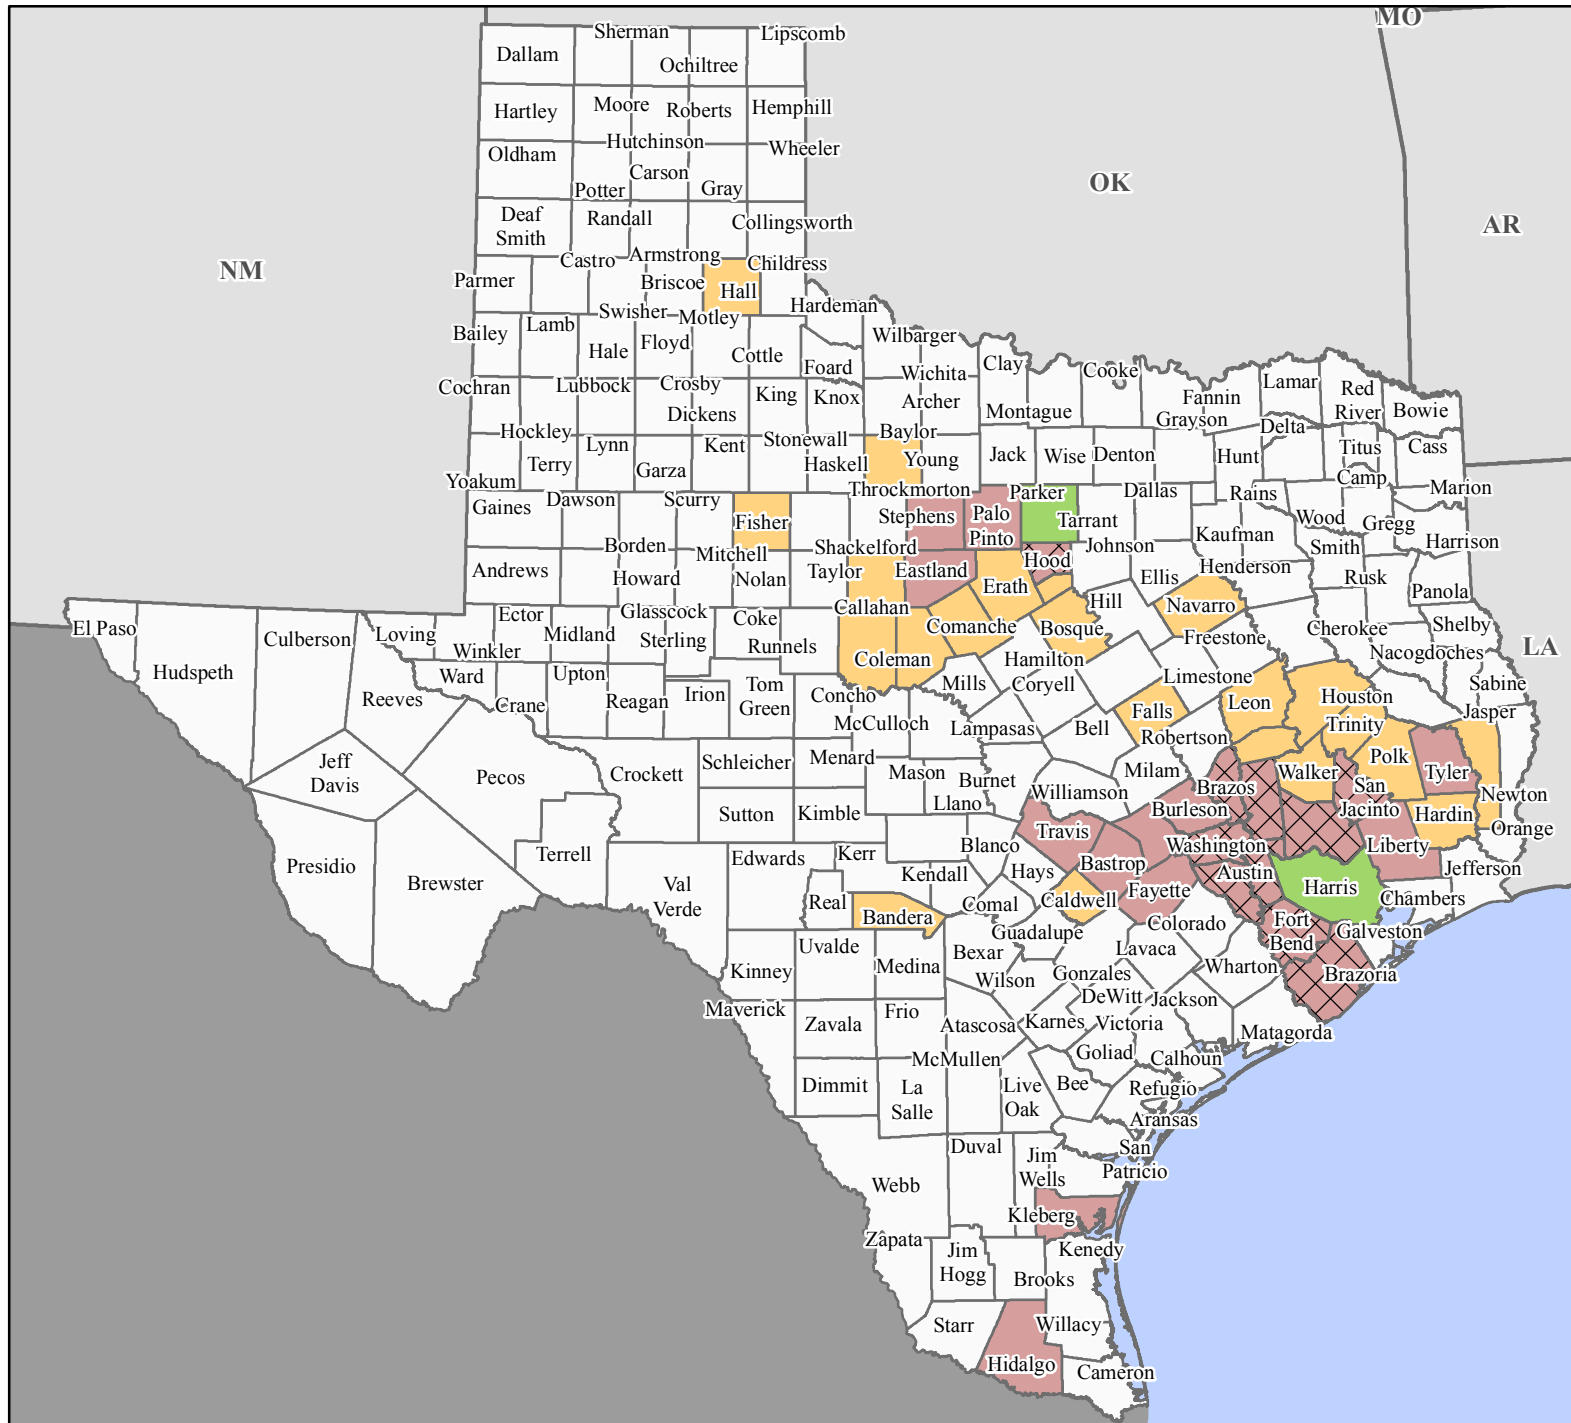 MO
Sherman
Lipscomb
Dallam
Ochiltree
Hartley
Moore
Roberts
Hemphill
Hutchinson
Wheeler
Oldham
Carson
Potter
Gray
OK
Deaf
Smith
Randall
Collingsworth
AR
NM
Armstrong
Castro
Childress
Parmer
Briscoe
Hall
Hardeman
Swisher
Motley
Bailey
Lamb
Floyd
Hale
Cottle
Wilbarger
Foard
Clay
Cooke
Wichita
Cochran
Lubbock
Crosby
King
Knox
Archer
Dickens
Montague
Fannin
Grayson
Lamar
Red
River
Bowie
Hockley
Baylor
Delta
Lynn
Kent
Stonewall
Haskell
Terry
Garza
Young
Jack
Wise
Denton
Hunt
Titus
Cass
Yoakum
Camp
Throckmorton
Parker
Dallas
Rains
Marion
Gaines
Dawson
Scurry
Fisher
Stephens
Palo
Pinto
Tarrant
Wood
Gregg
Kaufman
Harrison
Borden
Mitchell
Shackelford
Johnson
Smith
Andrews
Howard
Nolan
Taylor
Eastland
Hood
Erath
Ellis
Henderson
Rusk
Panola
El Paso
Ector
Glasscock
Coke
Callahan
Hill
Navarro
Culberson
Loving
Midland
Sterling
Runnels
Comanche
Bosque
Freestone
Cherokee
Shelby
Hudspeth
Winkler
Coleman
Hamilton
Nacogdoches
LA
Ward
Upton
Mills
Coryell
Limestone
Sabine
Reeves
Crane
Reagan
Irion
Tom
Green
Concho
Leon
Houston
McCulloch
Lampasas
Bell
Falls
Trinity
Jasper
Robertson
Jeff
Davis
Pecos
Crockett
Schleicher
Menard
Mason
Burnet
Milam
Walker
Polk
Tyler
Williamson
Brazos
San
Jacinto
Newton
Sutton
Kimble
Llano
Burleson
Hardin
Orange
Travis
Washington
Liberty
Presidio
Brewster
Terrell
Edwards
Kerr
Blanco
Bastrop
Val
Verde
Kendall
Hays
Austin
Harris
Jefferson
Real
Comal
Caldwell
Fayette
Chambers
Bandera
Guadalupe
Colorado
Fort
Bend
Galveston
Uvalde
Bexar
Lavaca
Kinney
Medina
Wilson
Gonzales
Wharton
Brazoria
Maverick
Zavala
Frio
Atascosa
DeWitt
Jackson
Karnes
Victoria
Matagorda
McMullen
Goliad
Calhoun
Dimmit
La
Salle
Live
Oak
Bee
Refugio
Aransas
Duval
San
Patricio
Jim
Wells
Webb
Kleberg
Zapata
Jim
Hogg
Kenedy
Brooks
Starr
Willacy
Hidalgo
Cameron